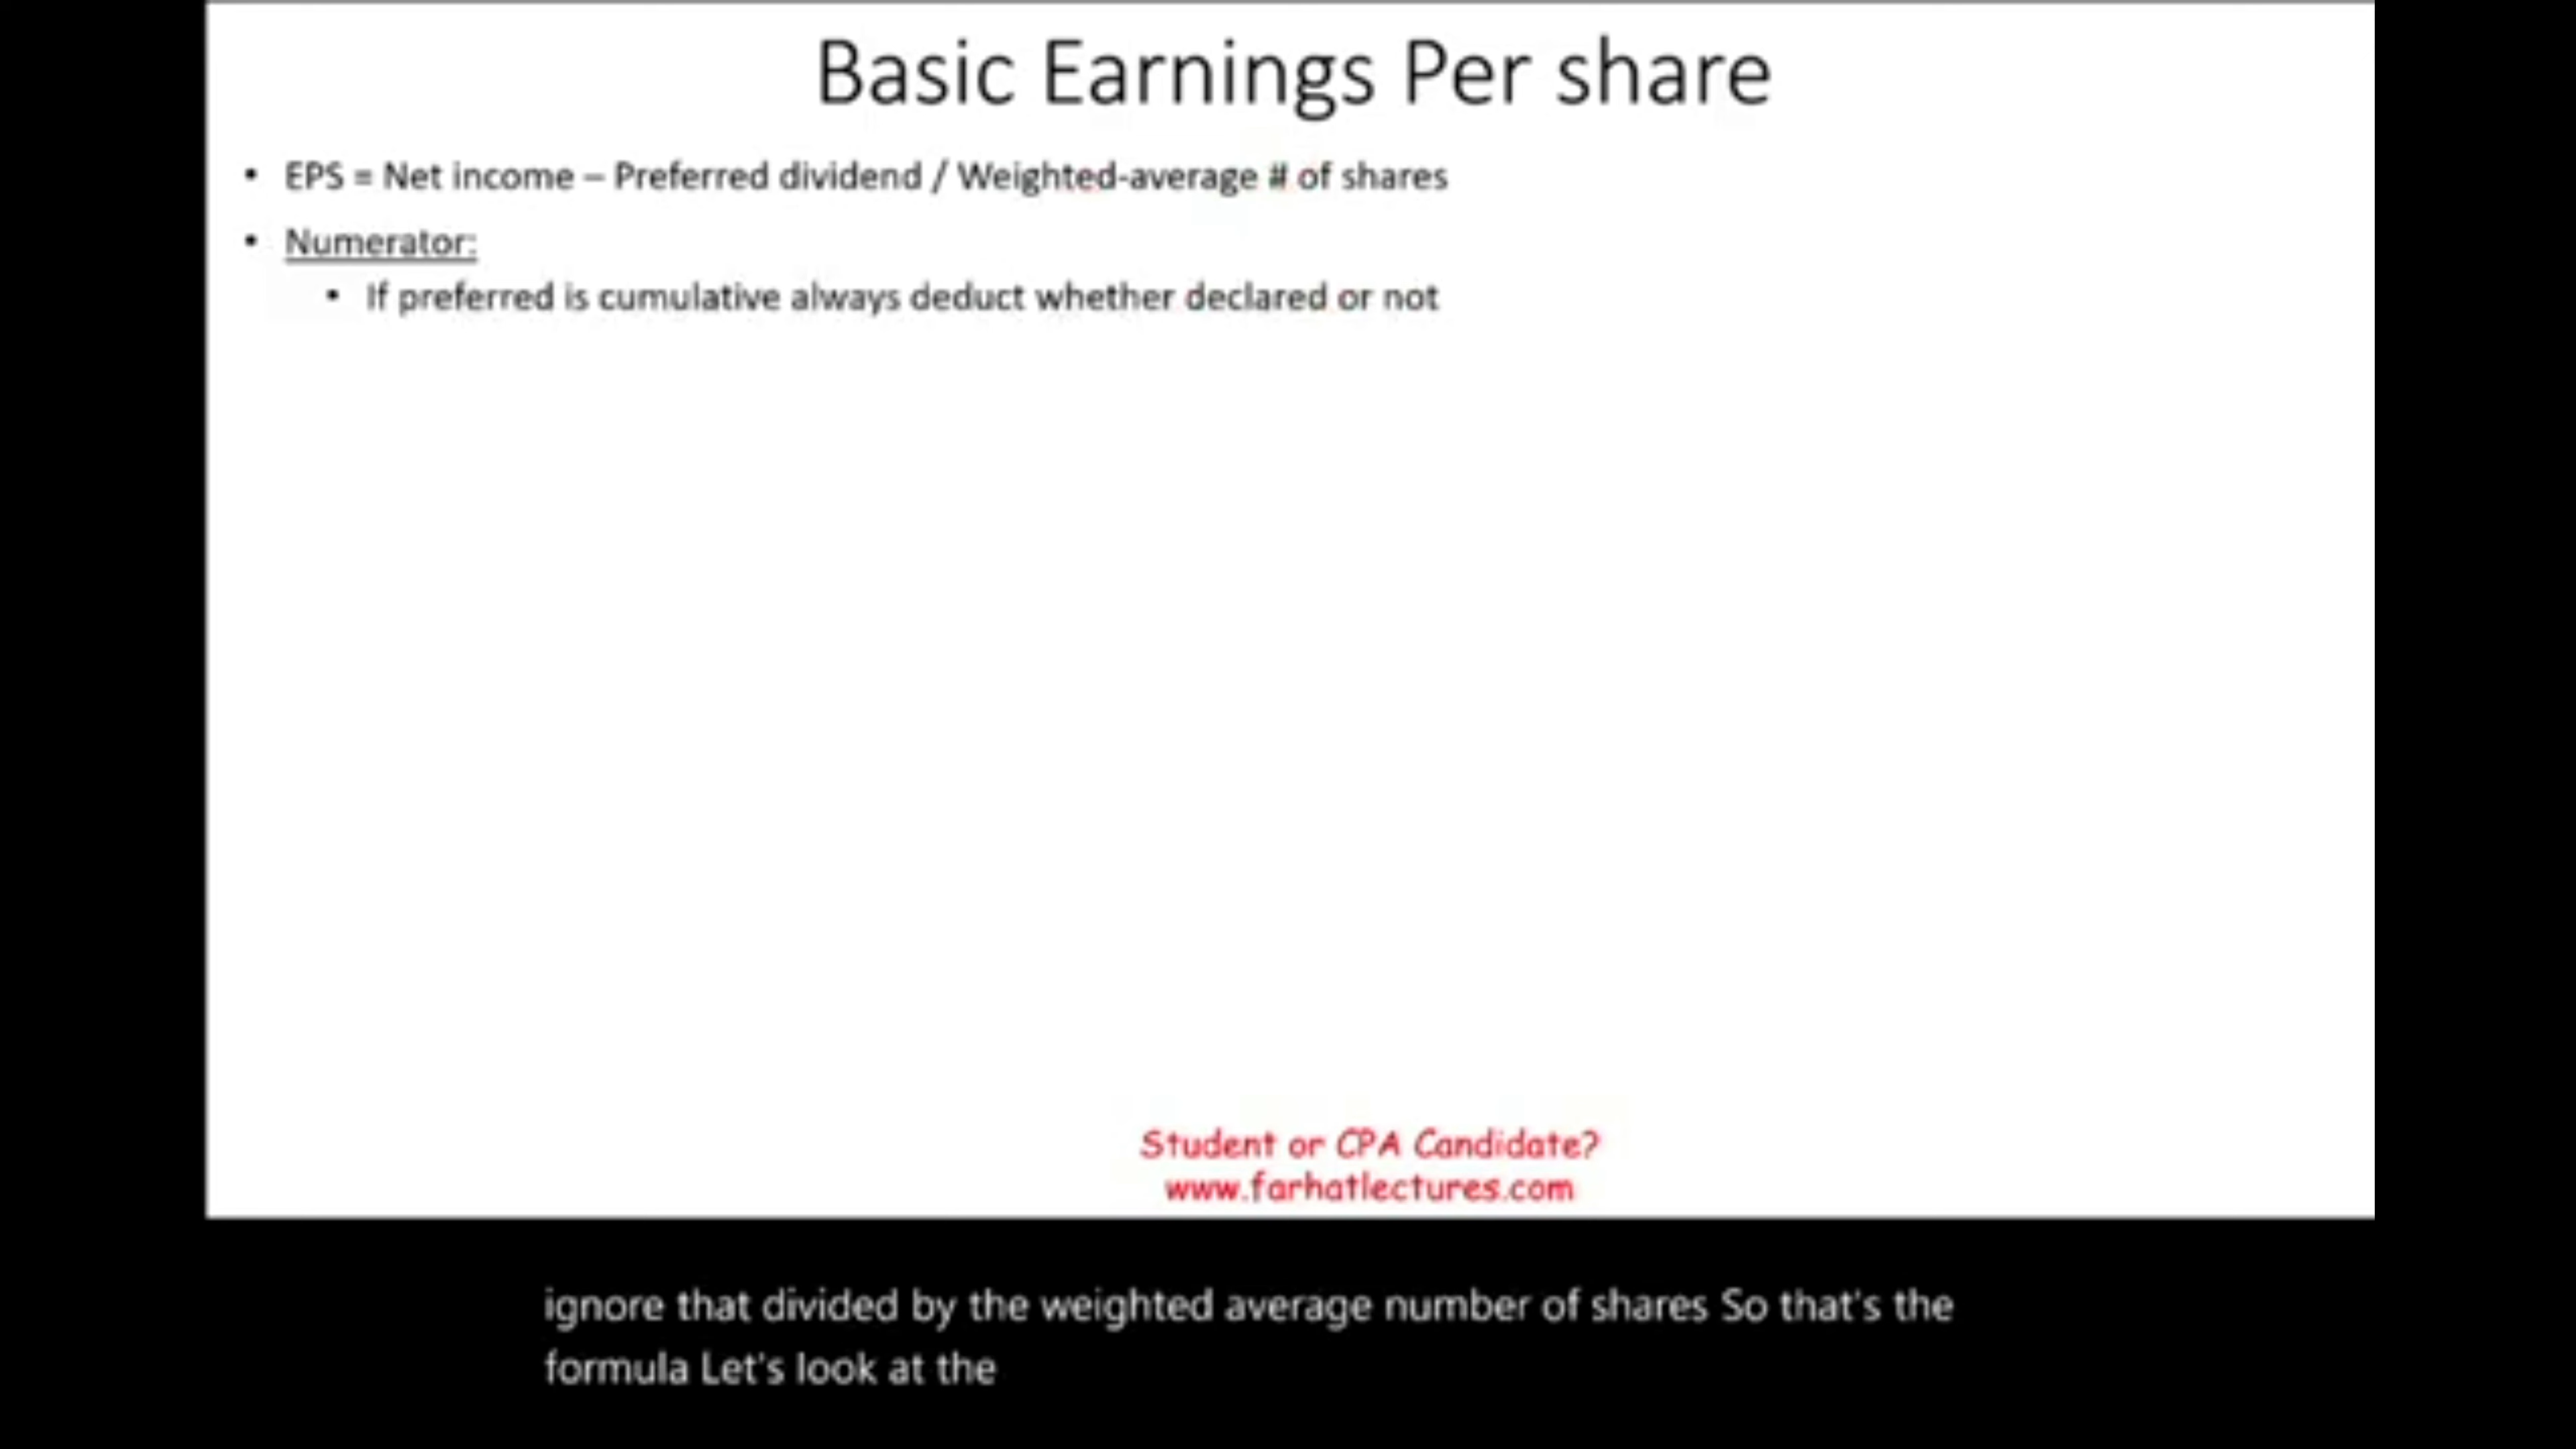 Basic Earnings Per share
• EPS = Net income – Preferred dividend / Weighted-average # of shares
• Numerator:
• If preferred is cumulative always deduct whether declared or not
Student or CPA Candidate?
www.farhatlectures.com
ignore that divided by the weighted average number of shares So that's the
formula Let's look at the